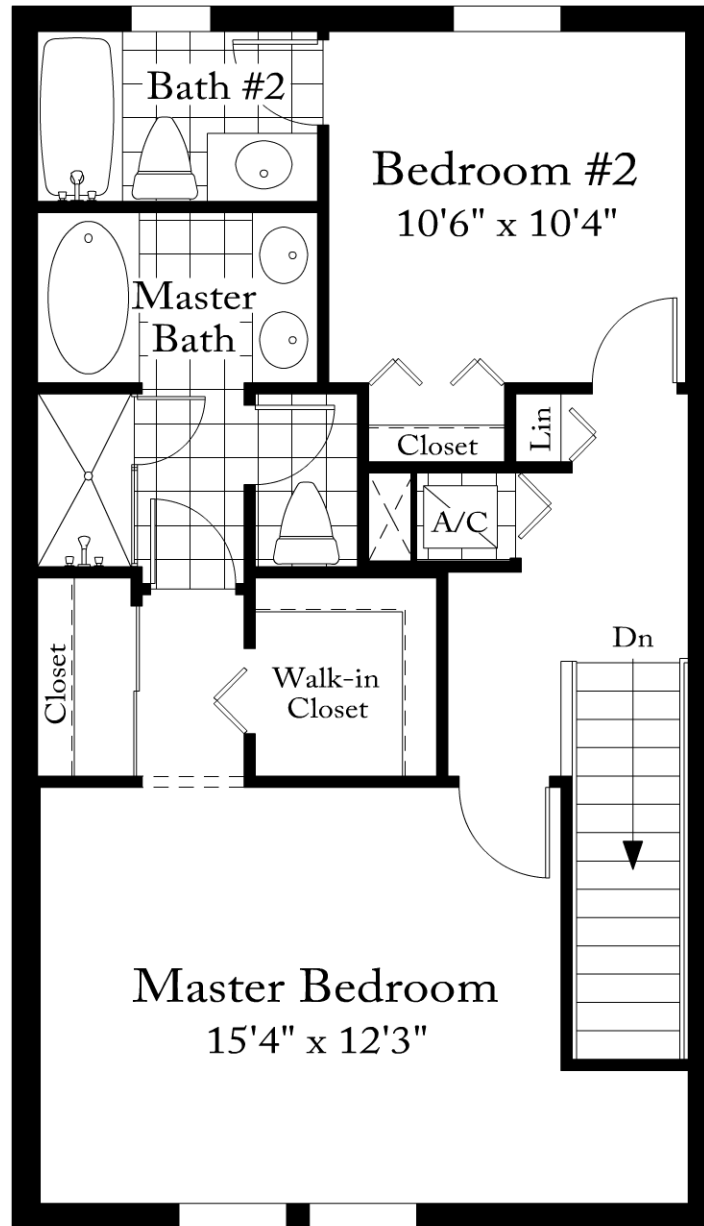 Bath #2
Bedroom #2
10'6" x 10'4"
Master
Bath
Closet
Lin
A/C
Closet
Walk-in
Closet
Dn
Master Bedroom
15'4" x 12'3"